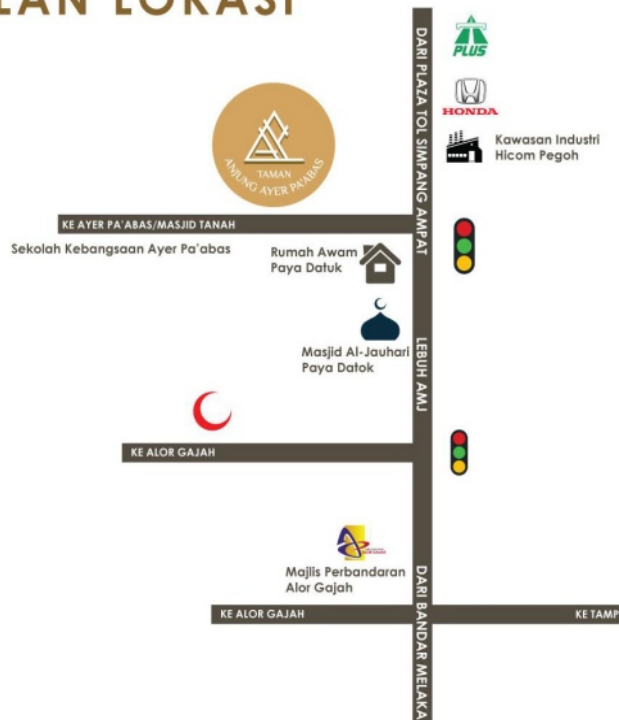 LAN LOKASI
PLUS
HONDA
Kawasan Industri
Hicom Pegoh
DARI PLAZA TOL SIMPANG AMPAT
TAMAN
ANJUNG AYER PA'ABAS
KE AYER PA'ABAS/MASJID TANAH
Sekolah Kebangsaan Ayer Pa'abas
Rumah Awam
Paya Datuk
Masjid Al-Jauhari
Paya Datok
LEBUH AMJ
KE ALOR GAJAH
Majlis Perbandaran
Alor Gajah
DARI BANDAR MELAKA
KE ALOR GAJAH
KE TAMP